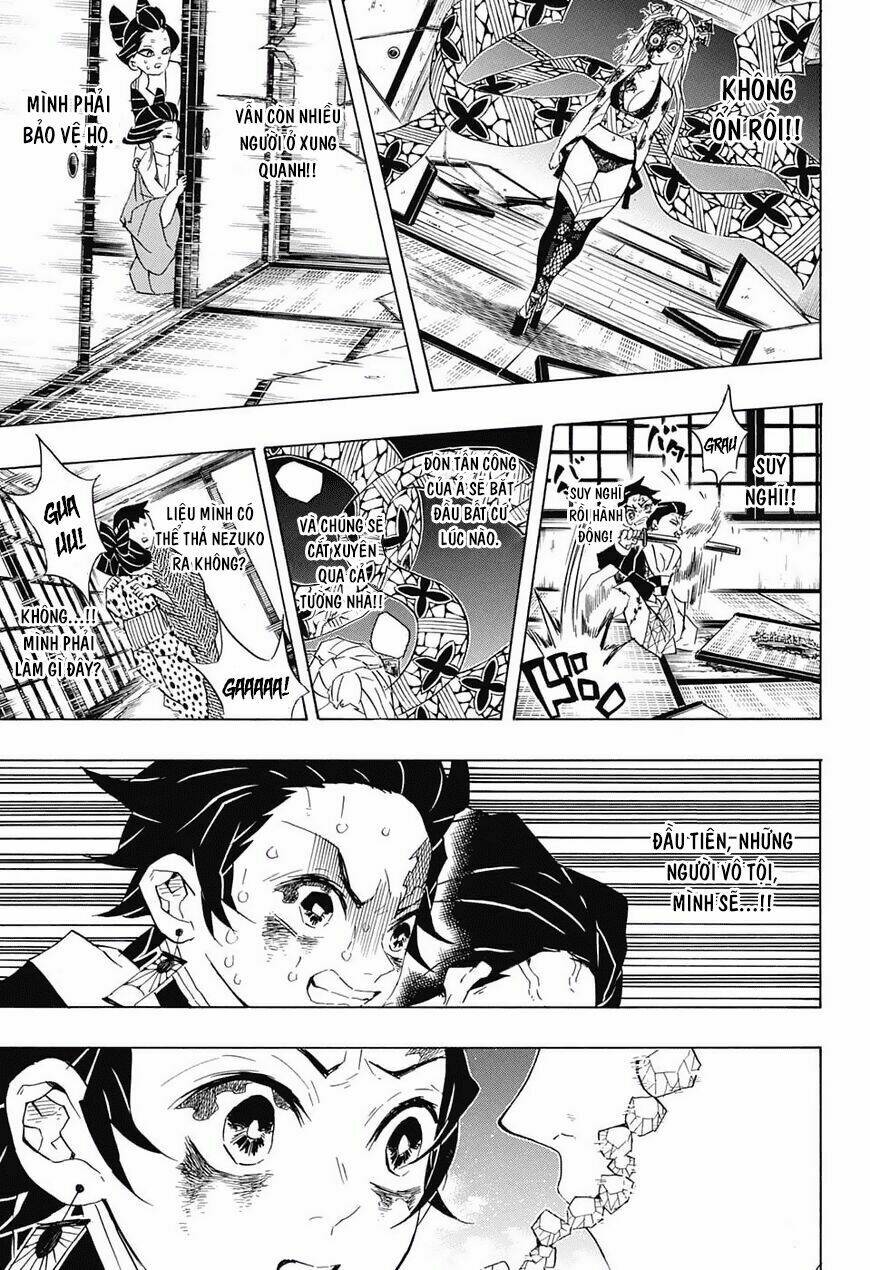 KHÔNG
ỔN RỒI!!
VẪN CÒN NHIỀU
NGƯỜI Ở XUNG
QUANH!!
MÌNH PHẢI
BẢO VỆ HỌ.
GRAU
SUY
NGHĨ!!
SUY NGHĨ
RỒI HÀNH
ĐỘNG!
ĐÒN TẤN CÔNG
CỦA Ả SẼ BẮT
ĐẦU BẤT CỨ
LÚC NÀO.
VÀ CHÚNG SẼ
CẮT XUYÊN
QUA CẢ
TƯỜNG NHÀ!!
GUA
UU!
LIỆU MÌNH CÓ
THỂ THẢ NEZUKO
RA KHÔNG?
KHÔNG...!!
MÌNH PHẢI
LÀM GÌ ĐÂY?
GAAAAA!
ĐẦU TIÊN, NHỮNG
NGƯỜI VÔ TỘI,
MÌNH SẼ...!!